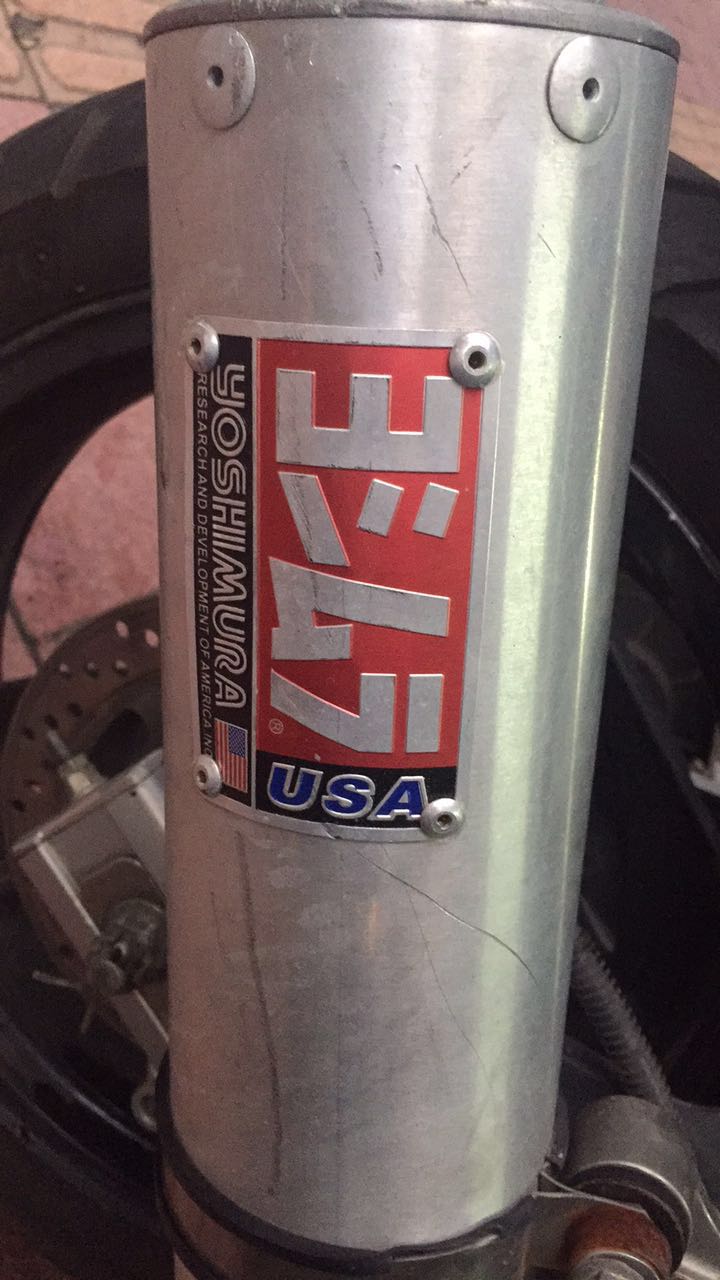 ヨシムラ
®
USA
YOSHIMURA
RESEARCH AND DEVELOPMENT OF AMERICA, INC